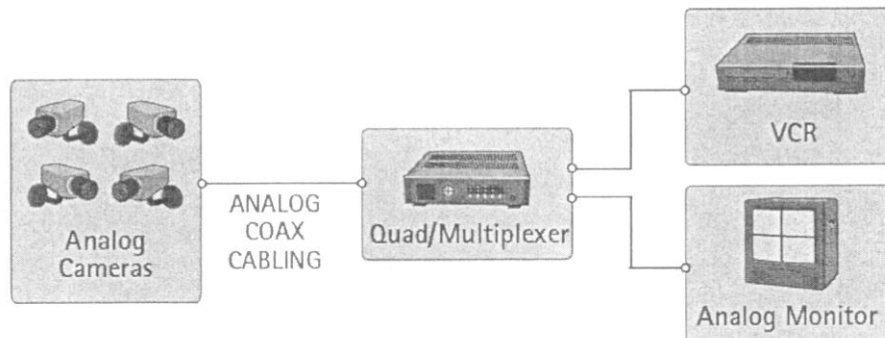 Analog
Cameras
ANALOG
COAX
CABLING
Quad/Multiplexer
VCR
Analog Monitor